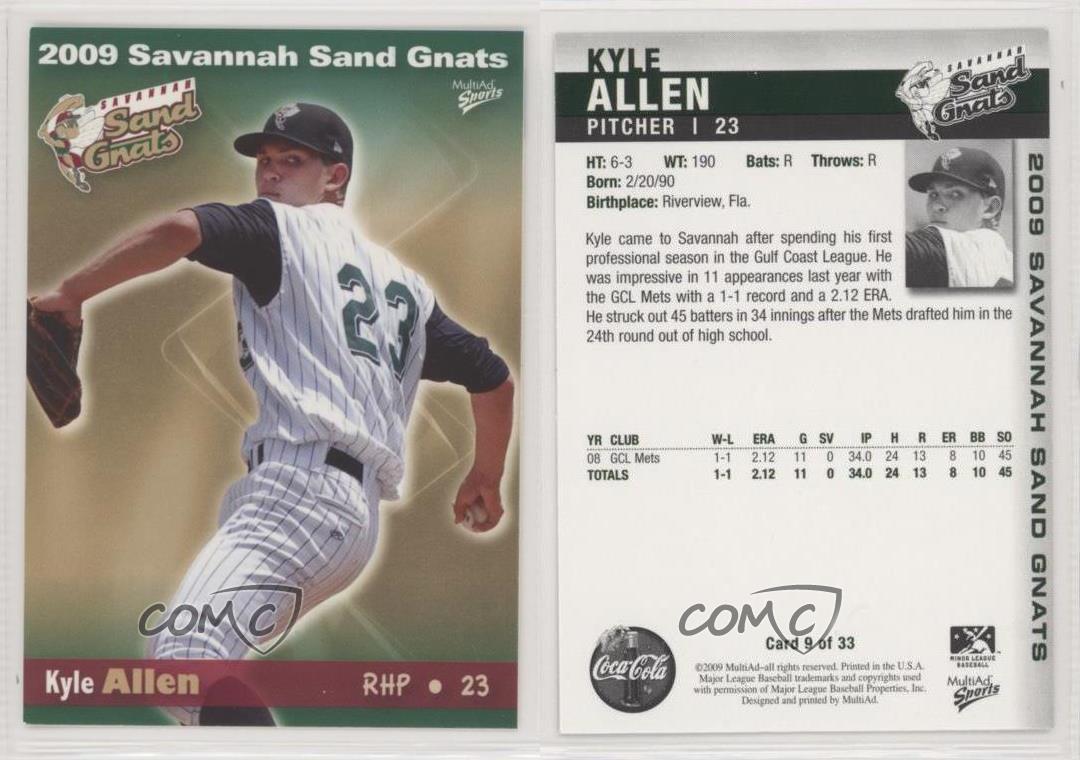 2009 Savannah Sand Gnats
SAVANNAH
Sand
Gnats
MultiAd
Sports
23
COMC
Kyle Allen
RHP • 23
KYLE
ALLEN
PITCHER | 23
SAVANNAH
Sand
Gnats
HT: 6-3 WT: 190 Bats: R Throws: R
Born: 2/20/90
Birthplace: Riverview, Fla.
Kyle came to Savannah after spending his first
professional season in the Gulf Coast League. He
was impressive in 11 appearances last year with
the GCL Mets with a 1-1 record and a 2.12 ERA.
He struck out 45 batters in 34 innings after the Mets drafted him in the
24th round out of high school.
YR CLUB W-L ERA G SV IP H R ER BB SO
08 GCL Mets 1-1 2.12 11 0 34.0 24 13 8 10 45
TOTALS 1-1 2.12 11 0 34.0 24 13 8 10 45
2009 SAVANNAH SAND GNATS
COMC
Card 9 of 33
Coca-Cola
©2009 MultiAd–all rights reserved. Printed in the U.S.A.
Major League Baseball trademarks and copyrights used
with permission of Major League Baseball Properties, Inc.
Designed and printed by MultiAd.
MINOR LEAGUE
BASEBALL
MultiAd
Sports